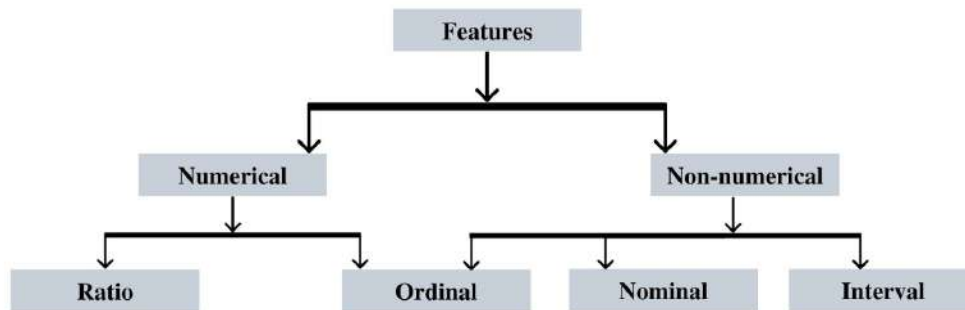 Features
Numerical
Non-numerical
Ratio
Ordinal
Nominal
Interval